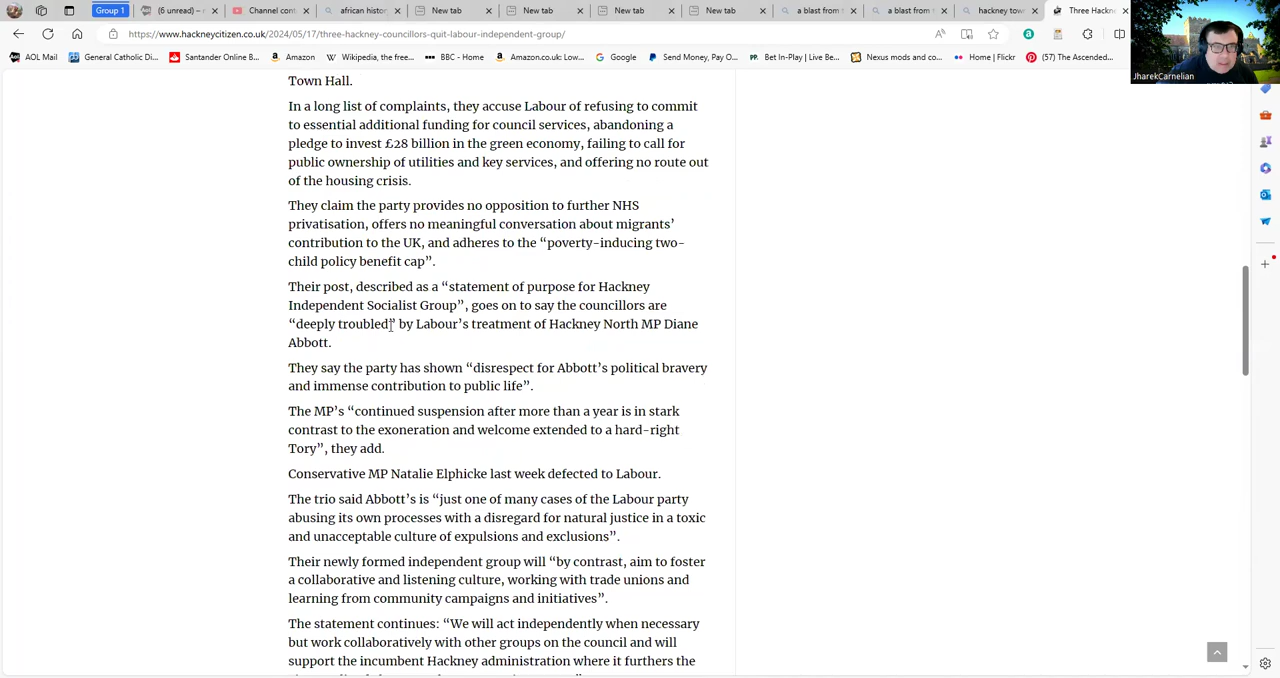 Group 1
(6 unread) –
Channel cont
african histor
New tab
New tab
New tab
New tab
a blast from
a blast from
hackney tow
Three Hackne
https://www.hackneycitizen.co.uk/2024/05/17/three-hackney-councillors-quit-labour-independent-group/
AOL Mail
General Catholic Di...
Santander Online B...
Amazon
Wikipedia, the free...
BBC - Home
Amazon.co.uk: Low...
Google
Send Money, Pay O...
Bet In-Play | Live Be...
Nexus mods and co...
Home | Flickr
(57) The Ascended...
JharekCarnelian
Town Hall.
In a long list of complaints, they accuse Labour of refusing to commit
to essential additional funding for council services, abandoning a
pledge to invest £28 billion in the green economy, failing to call for
public ownership of utilities and key services, and offering no route out
of the housing crisis.
They claim the party provides no opposition to further NHS
privatisation, offers no meaningful conversation about migrants’
contribution to the UK, and adheres to the “poverty-inducing two-
child policy benefit cap”.
Their post, described as a “statement of purpose for Hackney
Independent Socialist Group”, goes on to say the councillors are
“deeply troubled” by Labour’s treatment of Hackney North MP Diane
Abbott.
They say the party has shown “disrespect for Abbott’s political bravery
and immense contribution to public life”.
The MP’s “continued suspension after more than a year is in stark
contrast to the exoneration and welcome extended to a hard-right
Tory”, they add.
Conservative MP Natalie Elphicke last week defected to Labour.
The trio said Abbott’s is “just one of many cases of the Labour party
abusing its own processes with a disregard for natural justice in a toxic
and unacceptable culture of expulsions and exclusions”.
Their newly formed independent group will “by contrast, aim to foster
a collaborative and listening culture, working with trade unions and
learning from community campaigns and initiatives”.
The statement continues: “We will act independently when necessary
but work collaboratively with other groups on the council and will
support the incumbent Hackney administration where it furthers the